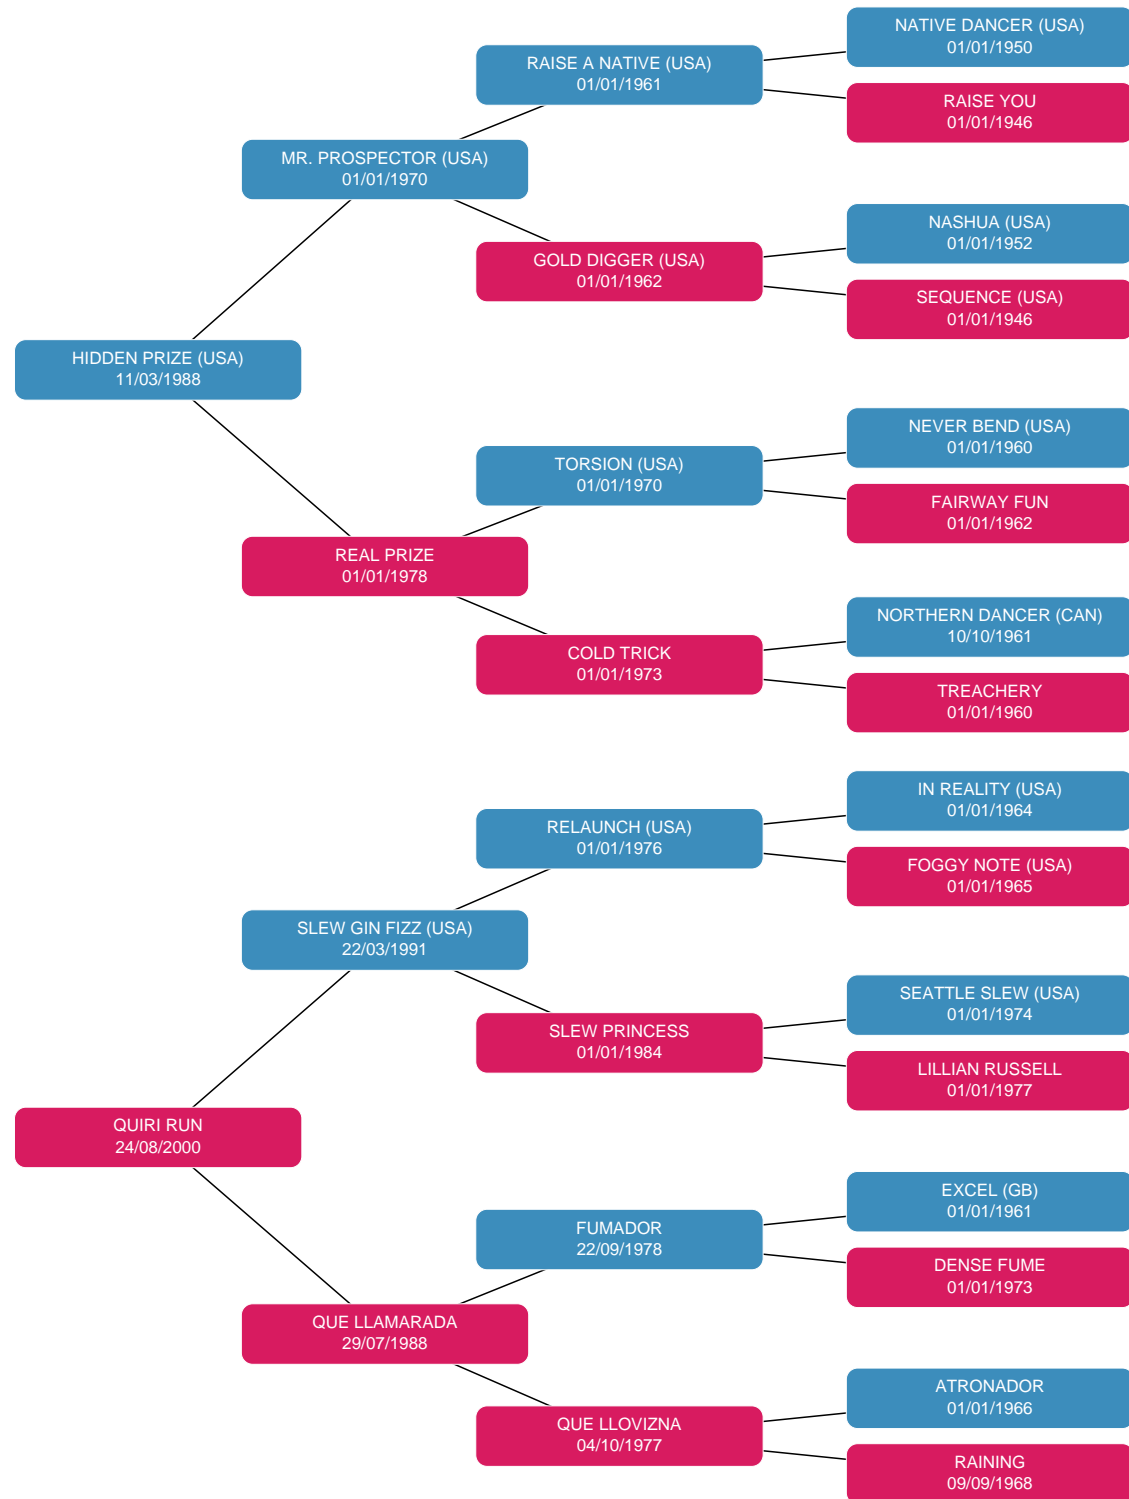 NATIVE DANCER (USA)
01/01/1950
RAISE A NATIVE (USA)
01/01/1961
RAISE YOU
01/01/1946
MR. PROSPECTOR (USA)
01/01/1970
NASHUA (USA)
01/01/1952
GOLD DIGGER (USA)
01/01/1962
SEQUENCE (USA)
01/01/1946
HIDDEN PRIZE (USA)
11/03/1988
NEVER BEND (USA)
01/01/1960
TORSION (USA)
01/01/1970
FAIRWAY FUN
01/01/1962
REAL PRIZE
01/01/1978
NORTHERN DANCER (CAN)
10/10/1961
COLD TRICK
01/01/1973
TREACHERY
01/01/1960
IN REALITY (USA)
01/01/1964
RELAUNCH (USA)
01/01/1976
FOGGY NOTE (USA)
01/01/1965
SLEW GIN FIZZ (USA)
22/03/1991
SEATTLE SLEW (USA)
01/01/1974
SLEW PRINCESS
01/01/1984
LILLIAN RUSSELL
01/01/1977
QUIRI RUN
24/08/2000
EXCEL (GB)
01/01/1961
FUMADOR
22/09/1978
DENSE FUME
01/01/1973
QUE LLAMARADA
29/07/1988
ATRONADOR
01/01/1966
QUE LLOVIZNA
04/10/1977
RAINING
09/09/1968